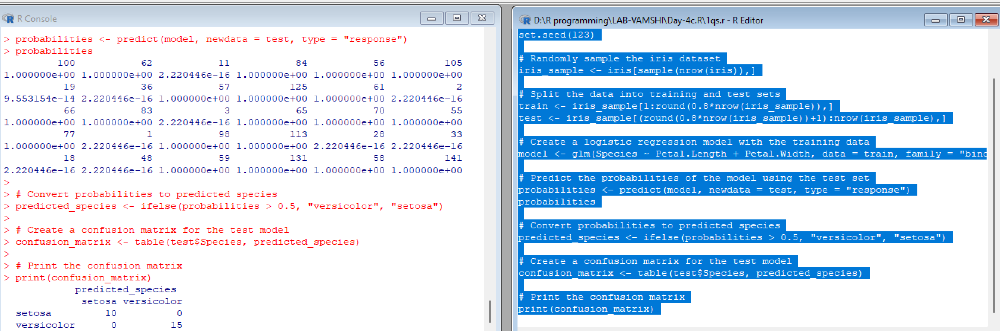 R Console
> probabilities <- predict(model, newdata = test, type = "response")
> probabilities
100 62 11 84 56 105
1.000000e+00 1.000000e+00 2.220446e-16 1.000000e+00 1.000000e+00 1.000000e+00
19 36 57 125 61 2
9.553154e-14 2.220446e-16 1.000000e+00 1.000000e+00 1.000000e+00 2.220446e-16
66 83 3 65 70 55
1.000000e+00 1.000000e+00 2.220446e-16 1.000000e+00 1.000000e+00 1.000000e+00
77 1 98 113 28 33
1.000000e+00 2.220446e-16 1.000000e+00 1.000000e+00 2.220446e-16 2.220446e-16
18 48 59 131 58 141
2.220446e-16 2.220446e-16 1.000000e+00 1.000000e+00 1.000000e+00 1.000000e+00
>
> # Convert probabilities to predicted species
> predicted_species <- ifelse(probabilities > 0.5, "versicolor", "setosa")
>
> # Create a confusion matrix for the test model
> confusion_matrix <- table(test$Species, predicted_species)
>
> # Print the confusion matrix
> print(confusion_matrix)
predicted_species
setosa versicolor
setosa 10 0
versicolor 0 15
D:\R programming\LAB-VAMSHI\Day-4c.R\1qs.r - R Editor
set.seed(123)
# Randomly sample the iris dataset
iris_sample <- iris[sample(nrow(iris)),]
# Split the data into training and test sets
train <- iris_sample[1:round(0.8*nrow(iris_sample)),]
test <- iris_sample[(round(0.8*nrow(iris_sample))+1):nrow(iris_sample),]
# Create a logistic regression model with the training data
model <- glm(Species ~ Petal.Length + Petal.Width, data = train, family = "bino
# Predict the probabilities of the model using the test set
probabilities <- predict(model, newdata = test, type = "response")
probabilities
# Convert probabilities to predicted species
predicted_species <- ifelse(probabilities > 0.5, "versicolor", "setosa")
# Create a confusion matrix for the test model
confusion_matrix <- table(test$Species, predicted_species)
# Print the confusion matrix
print(confusion_matrix)